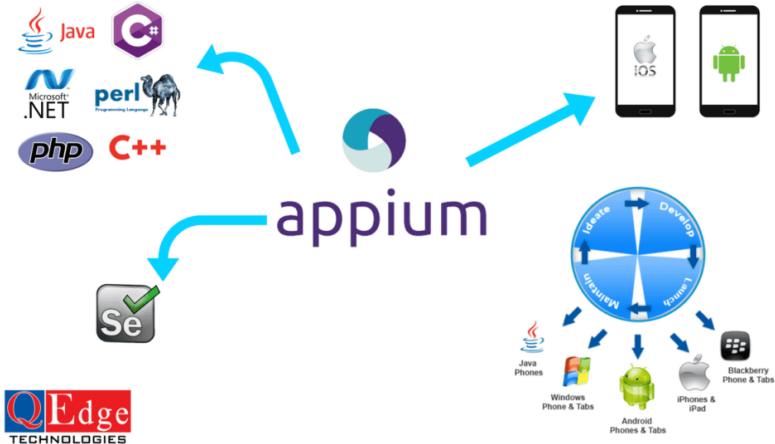 Java
C#
Microsoft®
.NET
perl
Programming Language
php
C++
iOS
appium
Ideate
Develop
Launch
Maintain
Se
Java
Phones
Windows
Phone & Tabs
Android
Phones & Tabs
iPhones &
iPad
Blackberry
Phone & Tabs
QEdge
TECHNOLOGIES